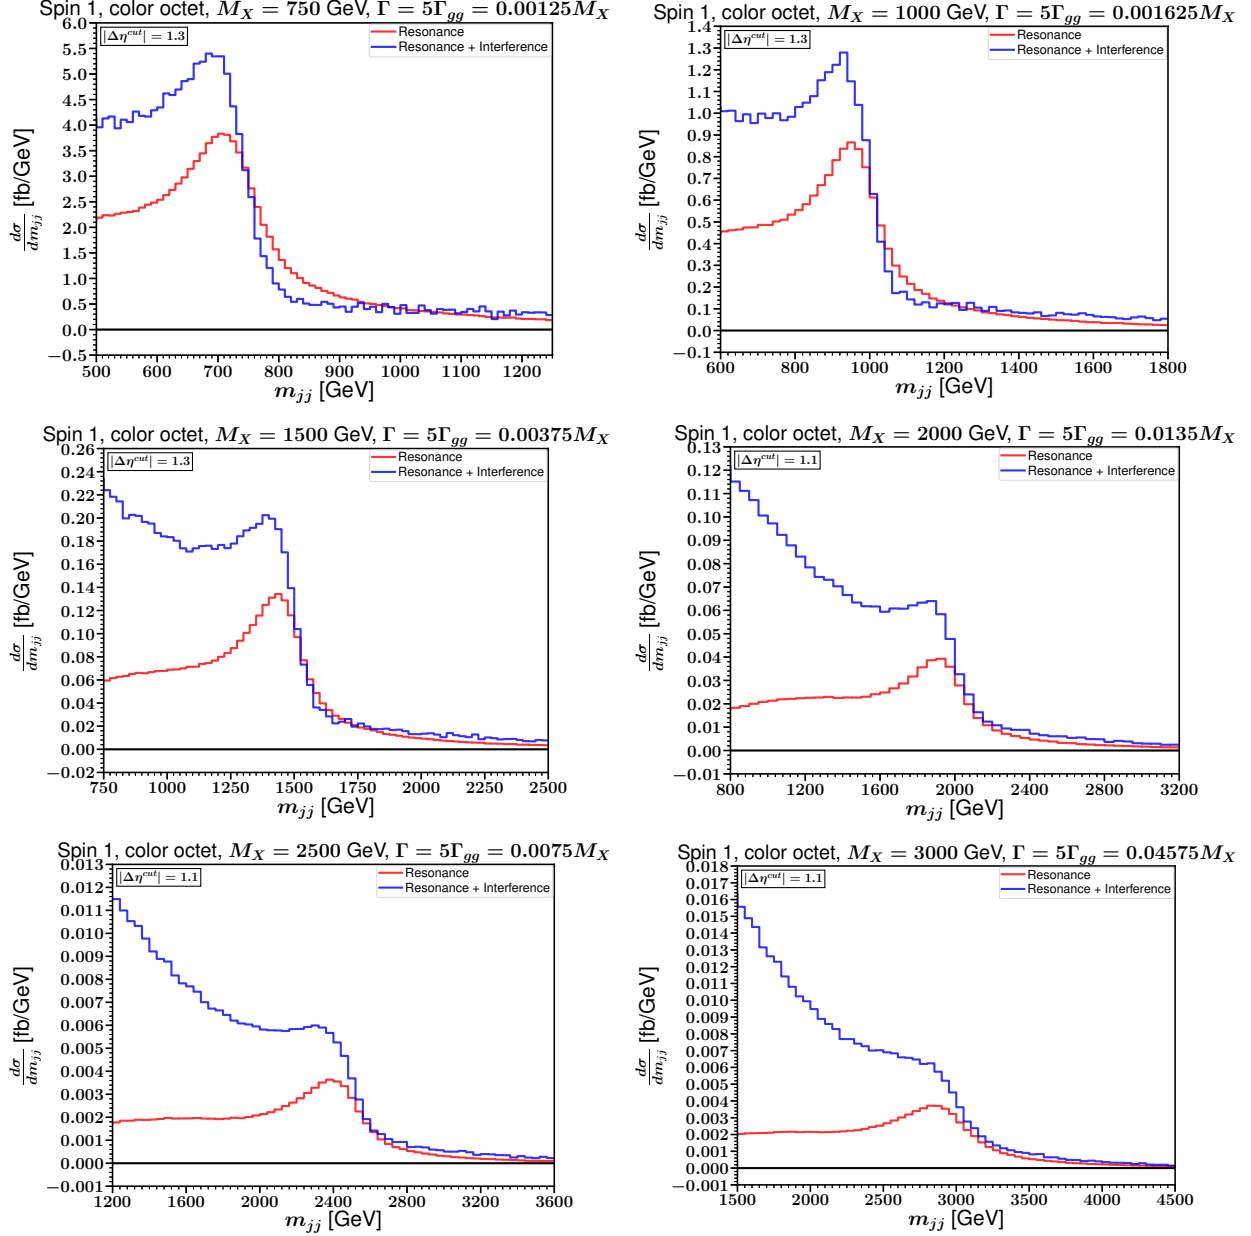 Spin 1, color octet, M_X = 750 GeV, Γ = 5Γ_gg = 0.00125M_X
|Δη^cut| = 1.3
Resonance
Resonance + Interference
6.0
5.5
5.0
4.5
4.0
3.5
3.0
2.5
2.0
1.5
1.0
0.5
0.0
−0.5
dσ/dm_jj [fb/GeV]
500 600 700 800 900 1000 1100 1200
m_jj [GeV]
Spin 1, color octet, M_X = 1000 GeV, Γ = 5Γ_gg = 0.001625M_X
|Δη^cut| = 1.3
Resonance
Resonance + Interference
1.4
1.3
1.2
1.1
1.0
0.9
0.8
0.7
0.6
0.5
0.4
0.3
0.2
0.1
0.0
−0.1
dσ/dm_jj [fb/GeV]
600 800 1000 1200 1400 1600 1800
m_jj [GeV]
Spin 1, color octet, M_X = 1500 GeV, Γ = 5Γ_gg = 0.00375M_X
|Δη^cut| = 1.3
Resonance
Resonance + Interference
0.26
0.24
0.22
0.20
0.18
0.16
0.14
0.12
0.10
0.08
0.06
0.04
0.02
0.00
−0.02
dσ/dm_jj [fb/GeV]
750 1000 1250 1500 1750 2000 2250 2500
m_jj [GeV]
Spin 1, color octet, M_X = 2000 GeV, Γ = 5Γ_gg = 0.0135M_X
|Δη^cut| = 1.1
Resonance
Resonance + Interference
0.13
0.12
0.11
0.10
0.09
0.08
0.07
0.06
0.05
0.04
0.03
0.02
0.01
0.00
−0.01
dσ/dm_jj [fb/GeV]
800 1200 1600 2000 2400 2800 3200
m_jj [GeV]
Spin 1, color octet, M_X = 2500 GeV, Γ = 5Γ_gg = 0.0075M_X
|Δη^cut| = 1.1
Resonance
Resonance + Interference
0.013
0.012
0.011
0.010
0.009
0.008
0.007
0.006
0.005
0.004
0.003
0.002
0.001
0.000
−0.001
dσ/dm_jj [fb/GeV]
1200 1600 2000 2400 2800 3200 3600
m_jj [GeV]
Spin 1, color octet, M_X = 3000 GeV, Γ = 5Γ_gg = 0.04575M_X
|Δη^cut| = 1.1
Resonance
Resonance + Interference
0.018
0.017
0.016
0.015
0.014
0.013
0.012
0.011
0.010
0.009
0.008
0.007
0.006
0.005
0.004
0.003
0.002
0.001
0.000
−0.001
dσ/dm_jj [fb/GeV]
1500 2000 2500 3000 3500 4000 4500
m_jj [GeV]